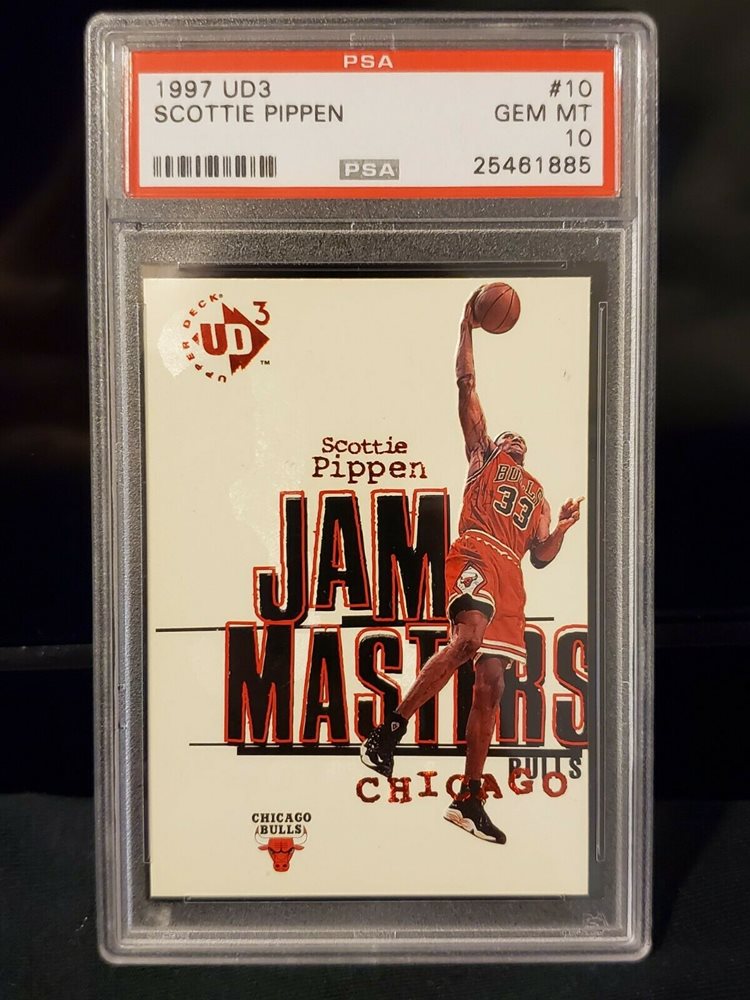 PSA
1997 UD3 #10
SCOTTIE PIPPEN GEM MT
10
PSA 25461885
UPPER DECK
UD3™
Scottie
Pippen
BULLS
33
JAM
MASTERS
BULLS
CHICAGO
CHICAGO
BULLS